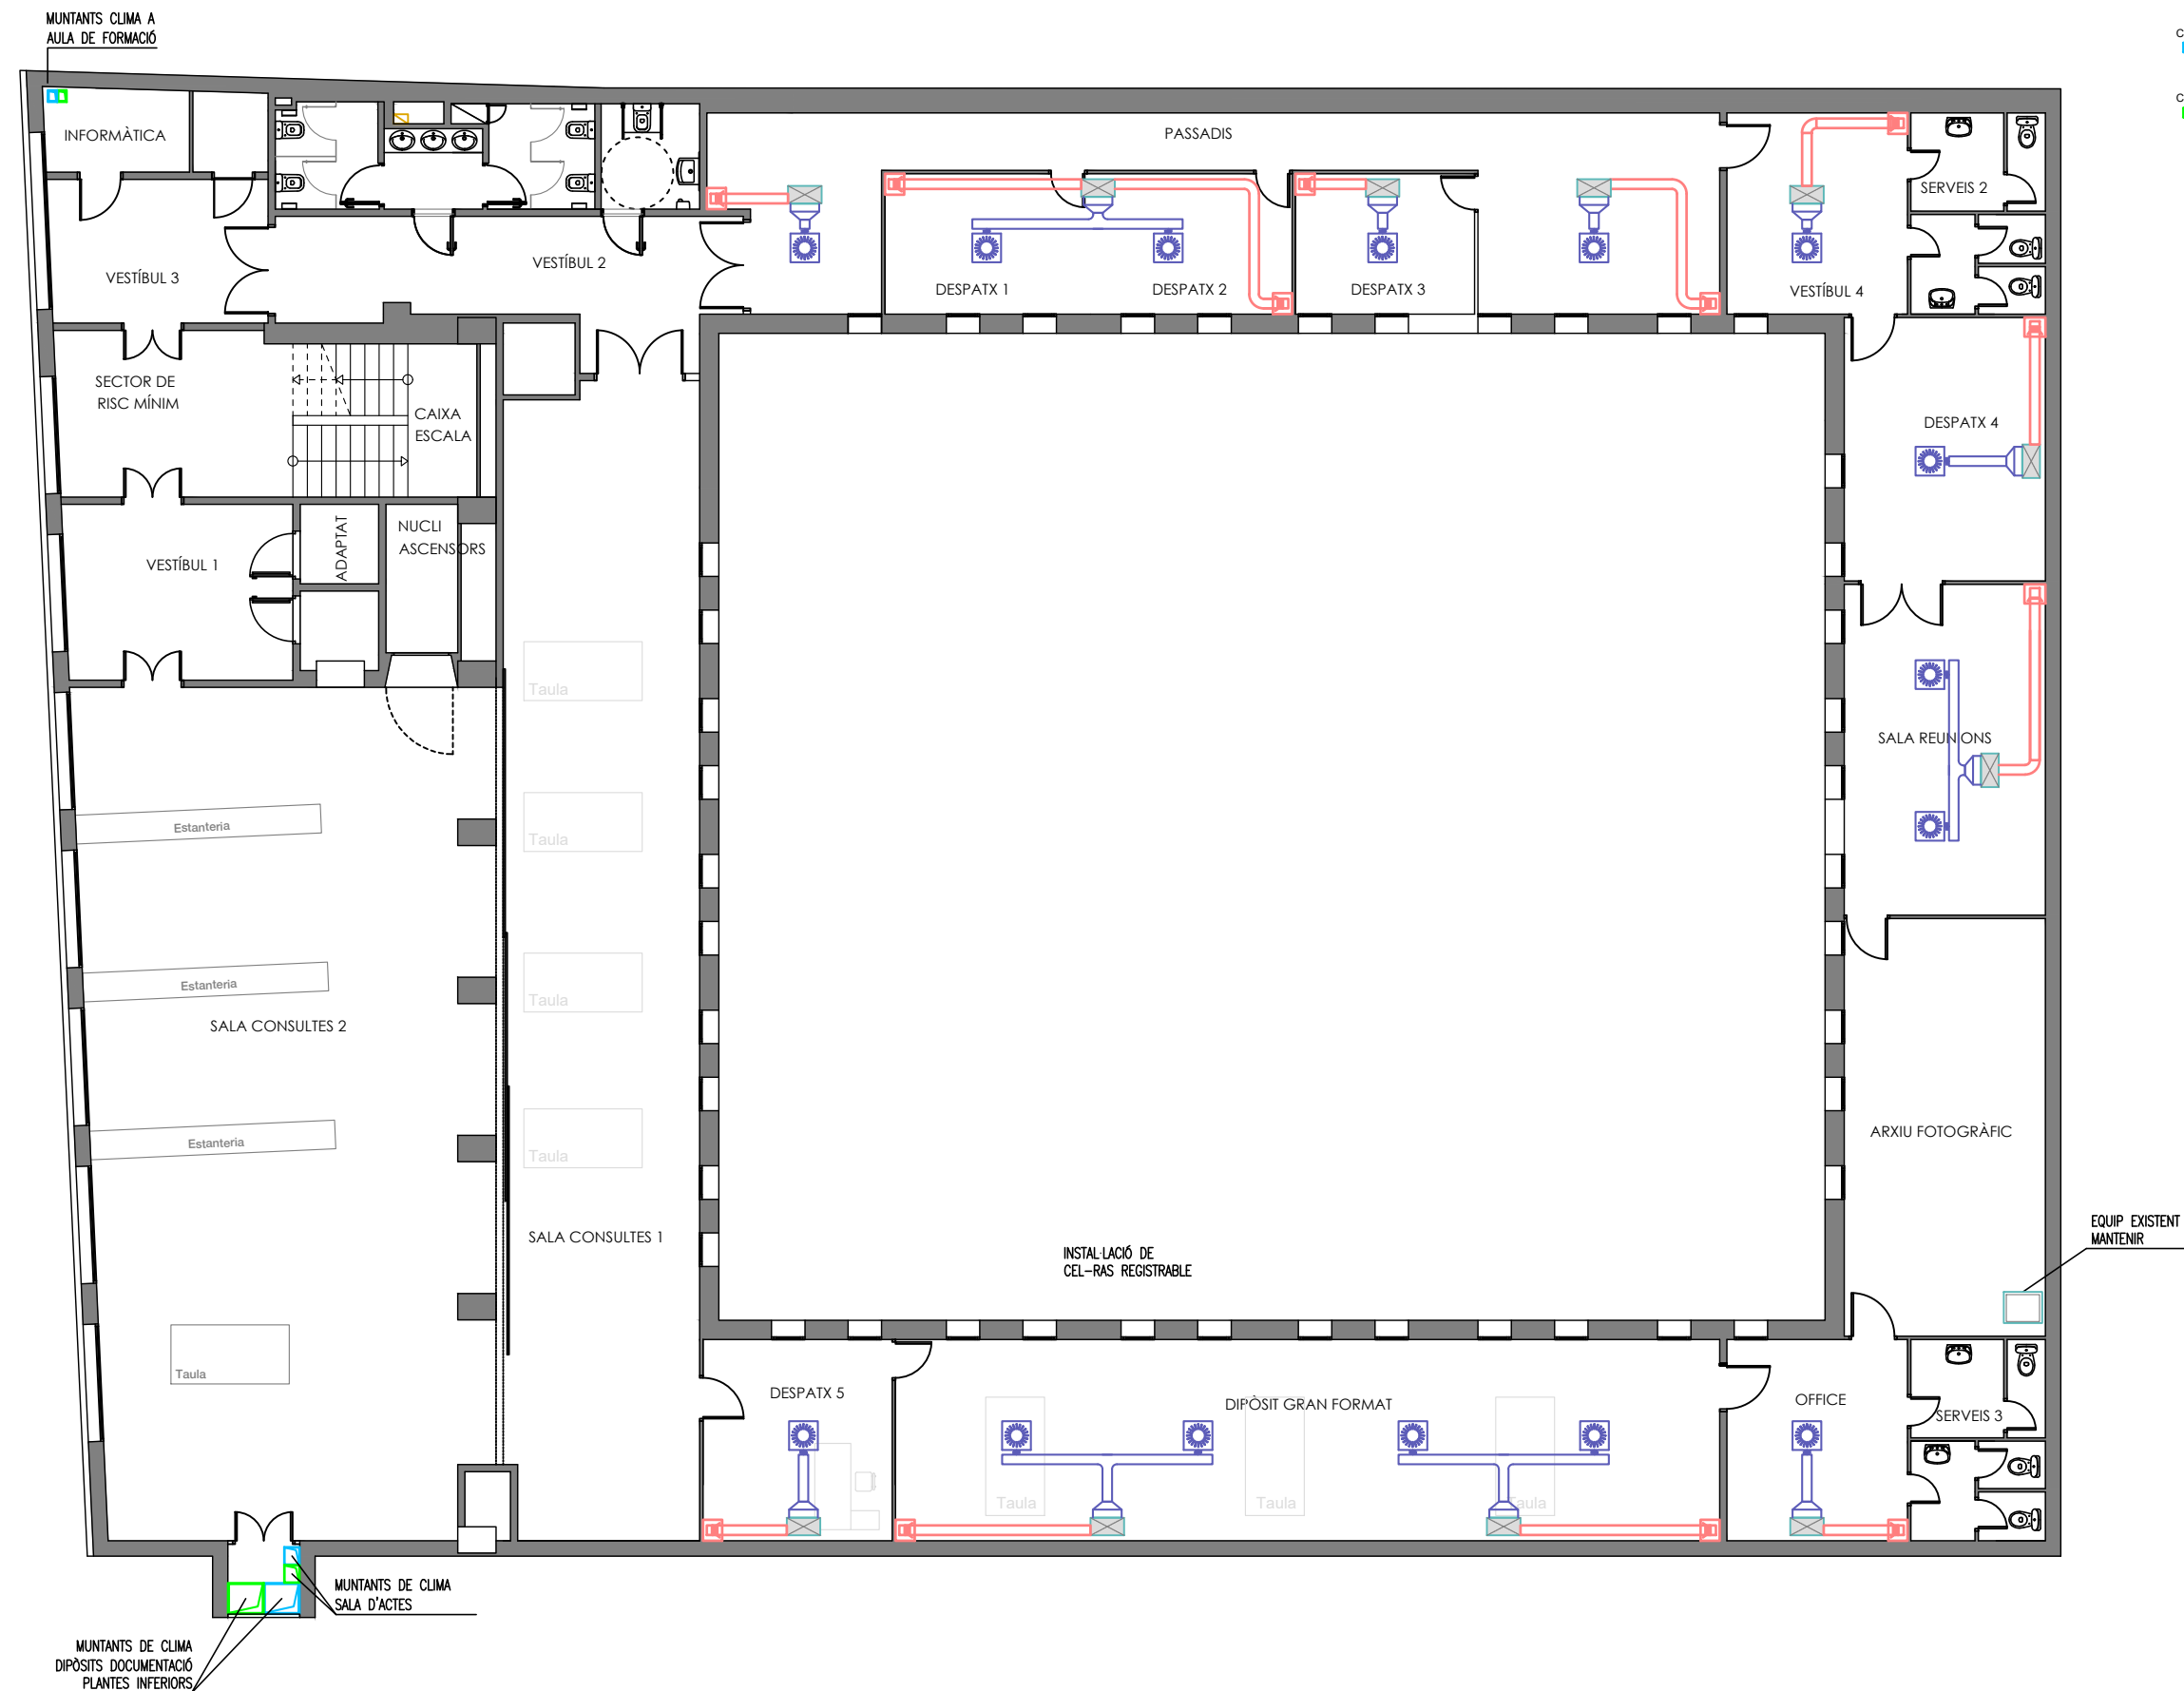 MUNTANTS CLIMA A
AULA DE FORMACIÓ
C
C
INFORMÀTICA
PASSADIS
SERVEIS 2
VESTÍBUL 3
VESTÍBUL 2
DESPATX 1
DESPATX 2
DESPATX 3
VESTÍBUL 4
SECTOR DE
RISC MÍNIM
CAIXA
ESCALA
DESPATX 4
VESTÍBUL 1
ADAPTAT
NUCLI
ASCENSORS
Taula
SALA REUNIONS
Estanteria
Taula
Estanteria
Taula
SALA CONSULTES 2
Estanteria
Taula
ARXIU FOTOGRÀFIC
SALA CONSULTES 1
INSTAL·LACIÓ DE
CEL-RAS REGISTRABLE
EQUIP EXISTENT
MANTENIR
Taula
DESPATX 5
DIPÒSIT GRAN FORMAT
OFFICE
SERVEIS 3
Taula
Taula
Taula
MUNTANTS DE CLIMA
SALA D'ACTES
MUNTANTS DE CLIMA
DIPÒSITS DOCUMENTACIÓ
PLANTES INFERIORS